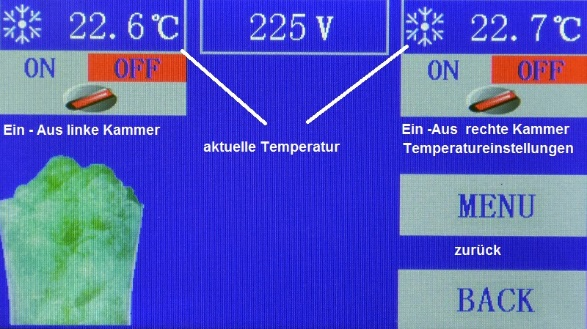 22.6℃
225 V
22.7℃
ON OFF
ON OFF
Ein - Aus linke Kammer
aktuelle Temperatur
Ein -Aus rechte Kammer
Temperatureinstellungen
MENU
zurück
BACK